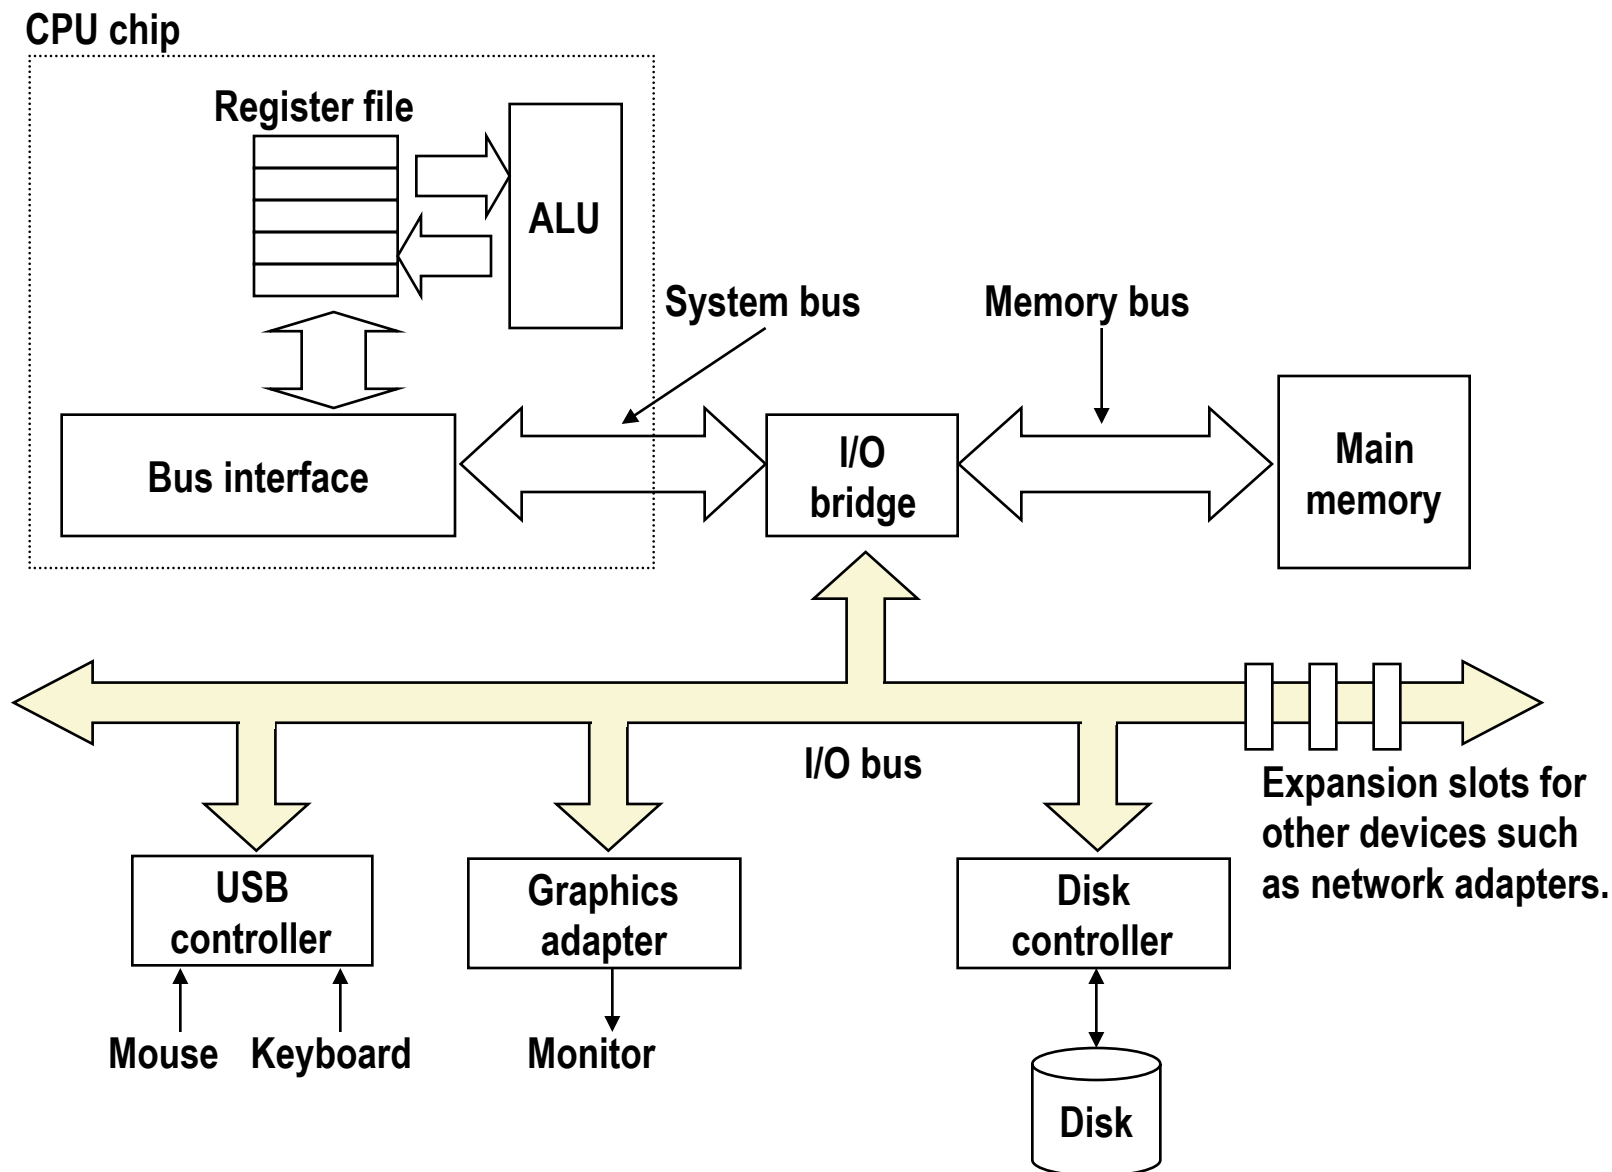 CPU chip
Register file
ALU
System bus
Memory bus
Bus interface
I/O
bridge
Main
memory
I/O bus
Expansion slots for
other devices such
as network adapters.
USB
controller
Graphics
adapter
Disk
controller
Mouse
Keyboard
Monitor
Disk